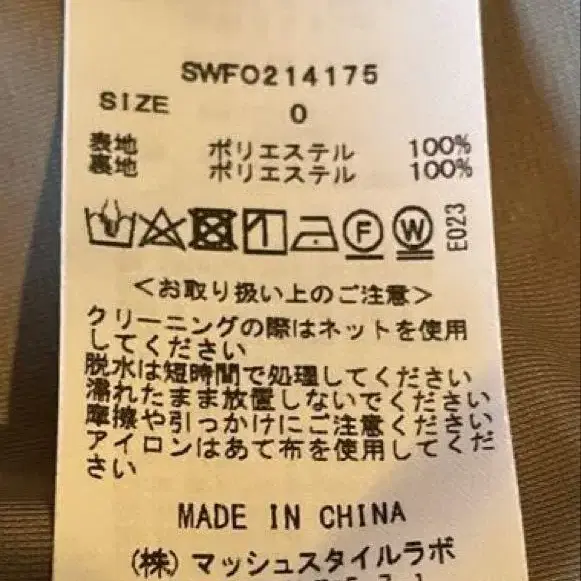 SWFO214175
SIZE 0
表地 ポリエステル 100%
裏地 ポリエステル 100%
F W E023
<お取り扱い上のご注意>
クリーニングの際はネットを使用
してください
脱水は短時間で処理してください
濡れたまま放置しないでください
摩擦や引っかけにご注意ください
アイロンはあて布を使用してくだ
さい
MADE IN CHINA
(株) マッシュスタイルラボ